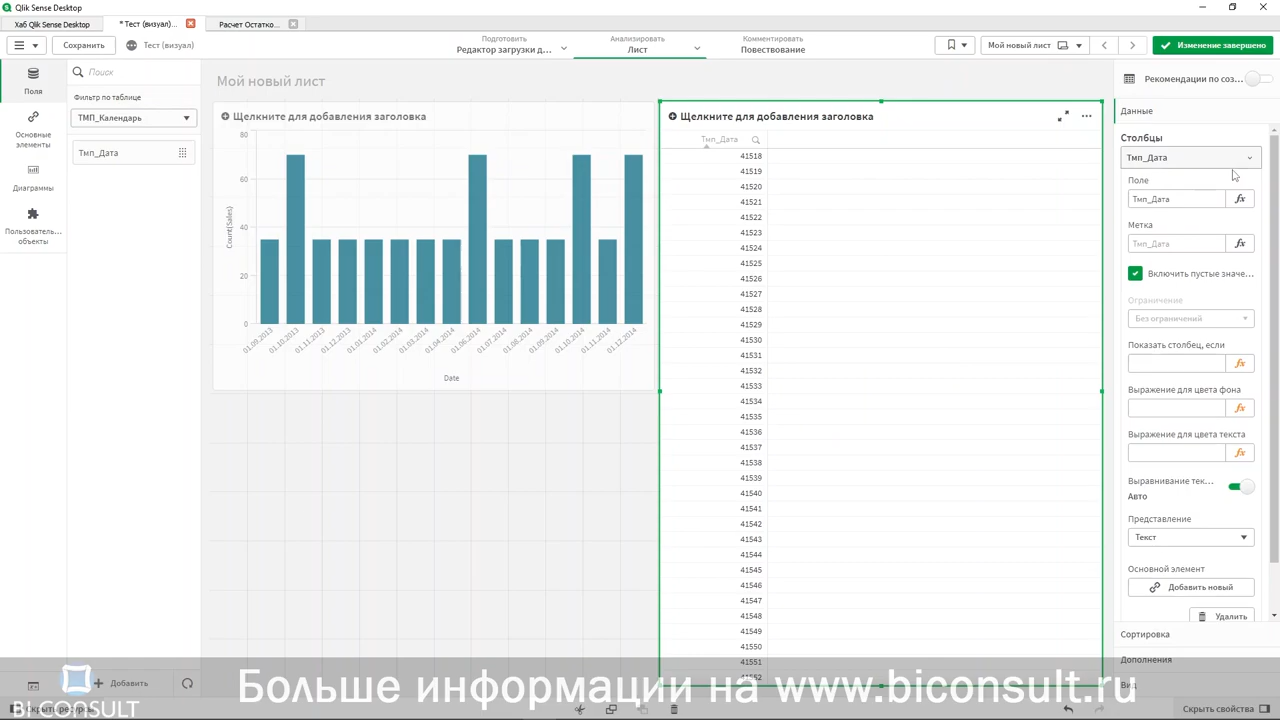 Qlik Sense Desktop
Хаб Qlik Sense Desktop
* Тест (визуал)...
Расчет Остатко...
Сохранить
Тест (визуал)
Подготовить
Редактор загрузки д...
Анализировать
Лист
Комментировать
Повествование
Мой новый лист
Изменение завершено
Поля
Основные
элементы
Диаграммы
Пользователь...
объекты
Поиск
Фильтр по таблице
ТМП_Календарь
Тмп_Дата
Мой новый лист
Щелкните для добавления заголовка
80
60
40
20
0
Count(Sales)
01.09.2013
01.10.2013
01.11.2013
01.12.2013
01.01.2014
01.02.2014
01.03.2014
01.04.2014
01.06.2014
01.07.2014
01.08.2014
01.09.2014
01.10.2014
01.11.2014
01.12.2014
Date
Щелкните для добавления заголовка
Тмп_Дата
41518
41519
41520
41521
41522
41523
41524
41525
41526
41527
41528
41529
41530
41531
41532
41533
41534
41535
41536
41537
41538
41539
41540
41541
41542
41543
41544
41545
41546
41547
41548
41549
41550
41551
41552
Рекомендации по соз...
Данные
Столбцы
Тмп_Дата
Поле
Тмп_Дата
fx
Метка
Тмп_Дата
fx
Включить пустые значе...
Ограничение
Без ограничений
Показать столбец, если
fx
Выражение для цвета фона
fx
Выражение для цвета текста
fx
Выравнивание тек...
Авто
Представление
Текст
Основной элемент
Добавить новый
Удалить
Сортировка
Дополнения
Вид
Добавить
Больше информации на www.biconsult.ru
BI CONSULT
Скрыть свойства